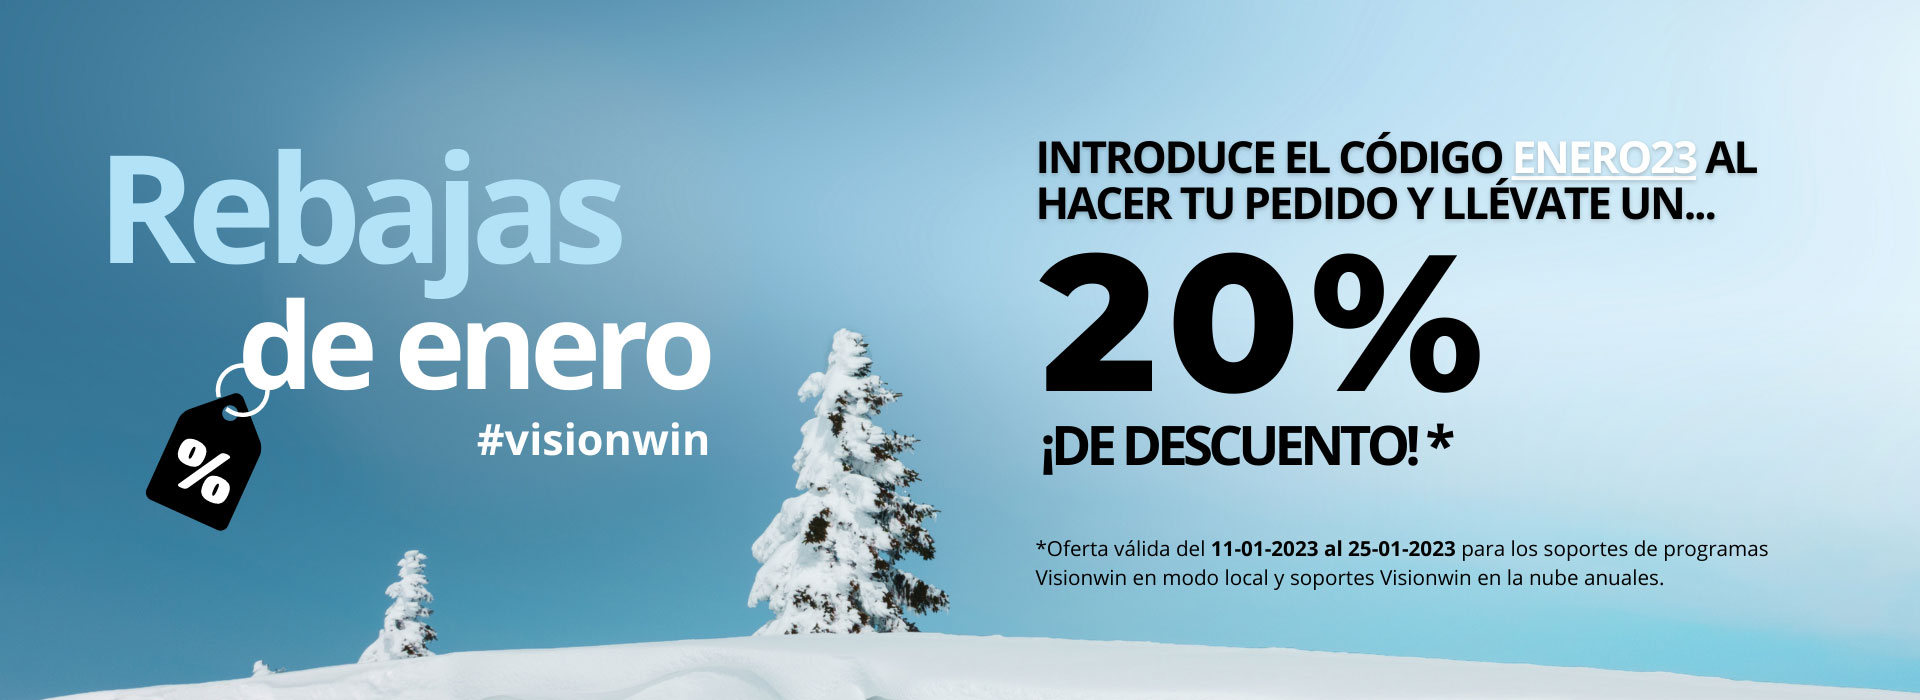 Rebajas
de enero
#visionwin
%
INTRODUCE EL CÓDIGO ENERO23 AL
HACER TU PEDIDO Y LLÉVATE UN...
20%
¡DE DESCUENTO! *
*Oferta válida del 11-01-2023 al 25-01-2023 para los soportes de programas
Visionwin en modo local y soportes Visionwin en la nube anuales.